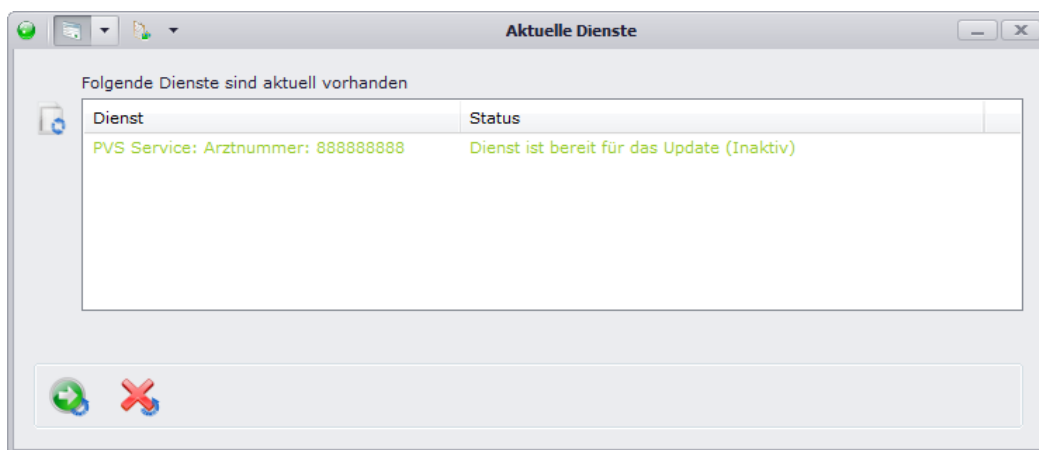 Aktuelle Dienste
Folgende Dienste sind aktuell vorhanden
Dienst Status
PVS Service: Arztnummer: 888888888 Dienst ist bereit für das Update (Inaktiv)